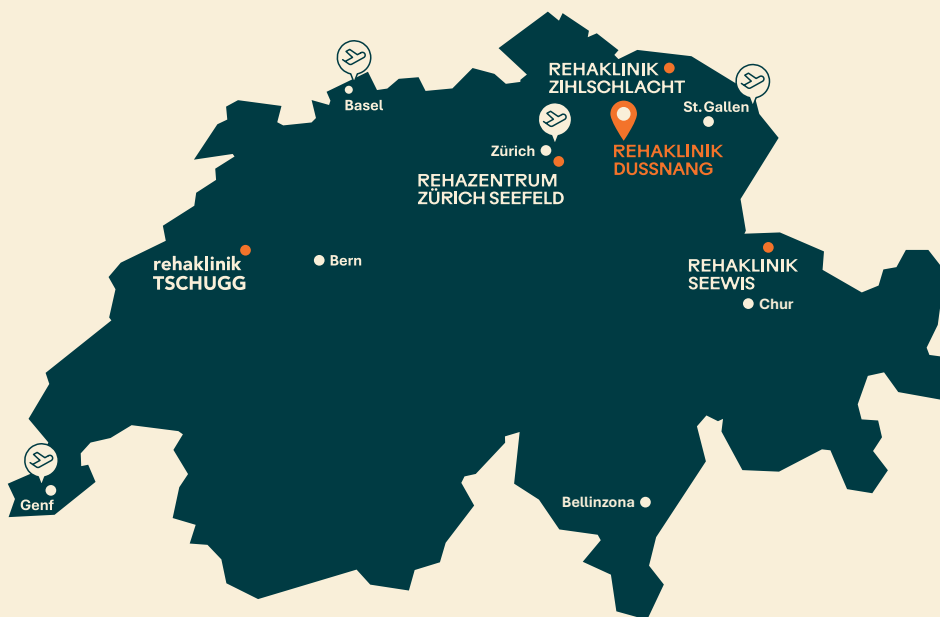 Basel
REHAKLINIK
ZIHLSCHLACHT
St.Gallen
Zürich
REHAKLINIK
DUSSNANG
REHAZENTRUM
ZÜRICH SEEFELD
rehaklinik
TSCHUGG
Bern
REHAKLINIK
SEEWIS
Chur
Genf
Bellinzona